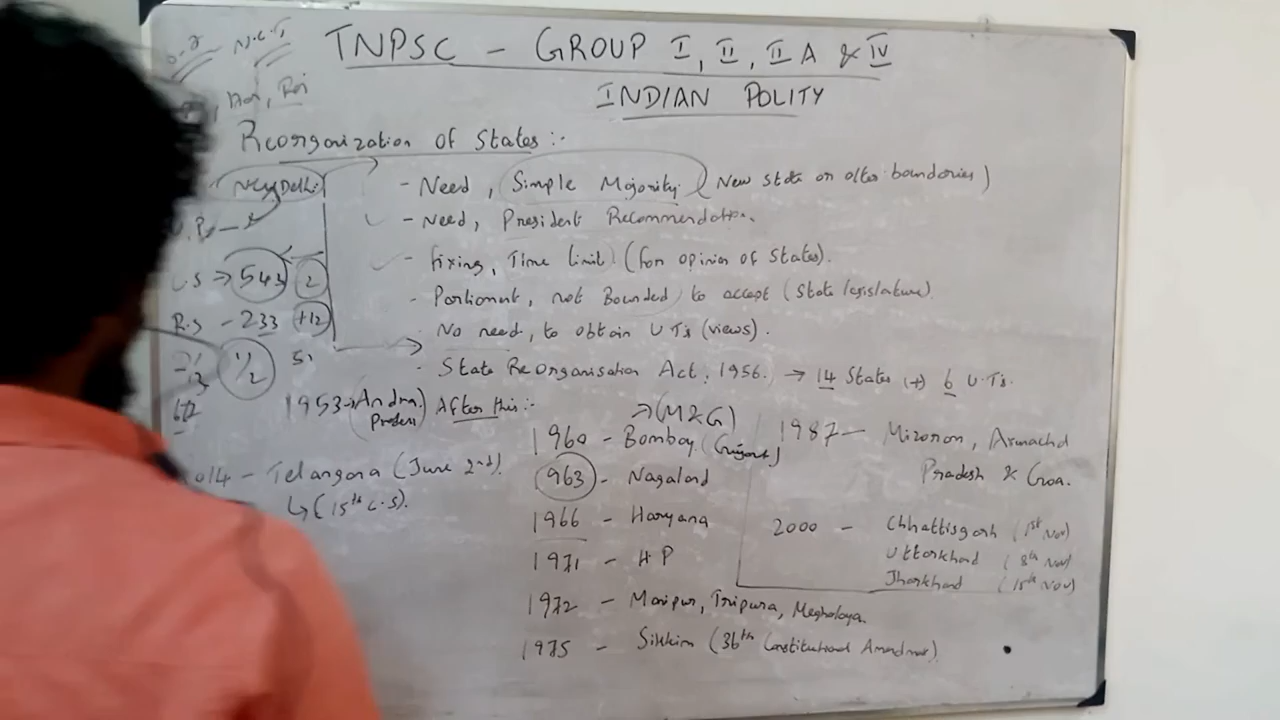 TNPSC - GROUP I, II, II A & IV
N.C.T
INDIAN POLITY
Reorganization of States :-
New Delhi
- Need, Simple Majority (New state or alter boundaries)
- Need, President Recommendation.
- Fixing, Time limit (for opinion of States).
L.S → 543 2
- Parliament, not Bounded to accept (State legislature)
R.S - 233 +12
- No need, to obtain U.T's (views).
1/2
- State Reorganisation Act, 1956. → 14 States (+) 6 U.T's.
1953 → Andra Pradesh
After this :-
→ (M & G)
1960 - Bombay (Gujarat)
1963 - Nagaland
1966 - Haryana
1971 - H P
1972 - Manipur, Tripura, Meghalaya.
1975 - Sikkim (36th Constitutional Amendment)
1987 - Mizoram, Arunachal
Pradesh & Goa.
2000 - Chhattisgarh (1st Nov)
Uttarkhand (8th Nov)
Jharkhand (15th Nov)
014 - Telangana (June 2nd)
↳ (15th L.S).